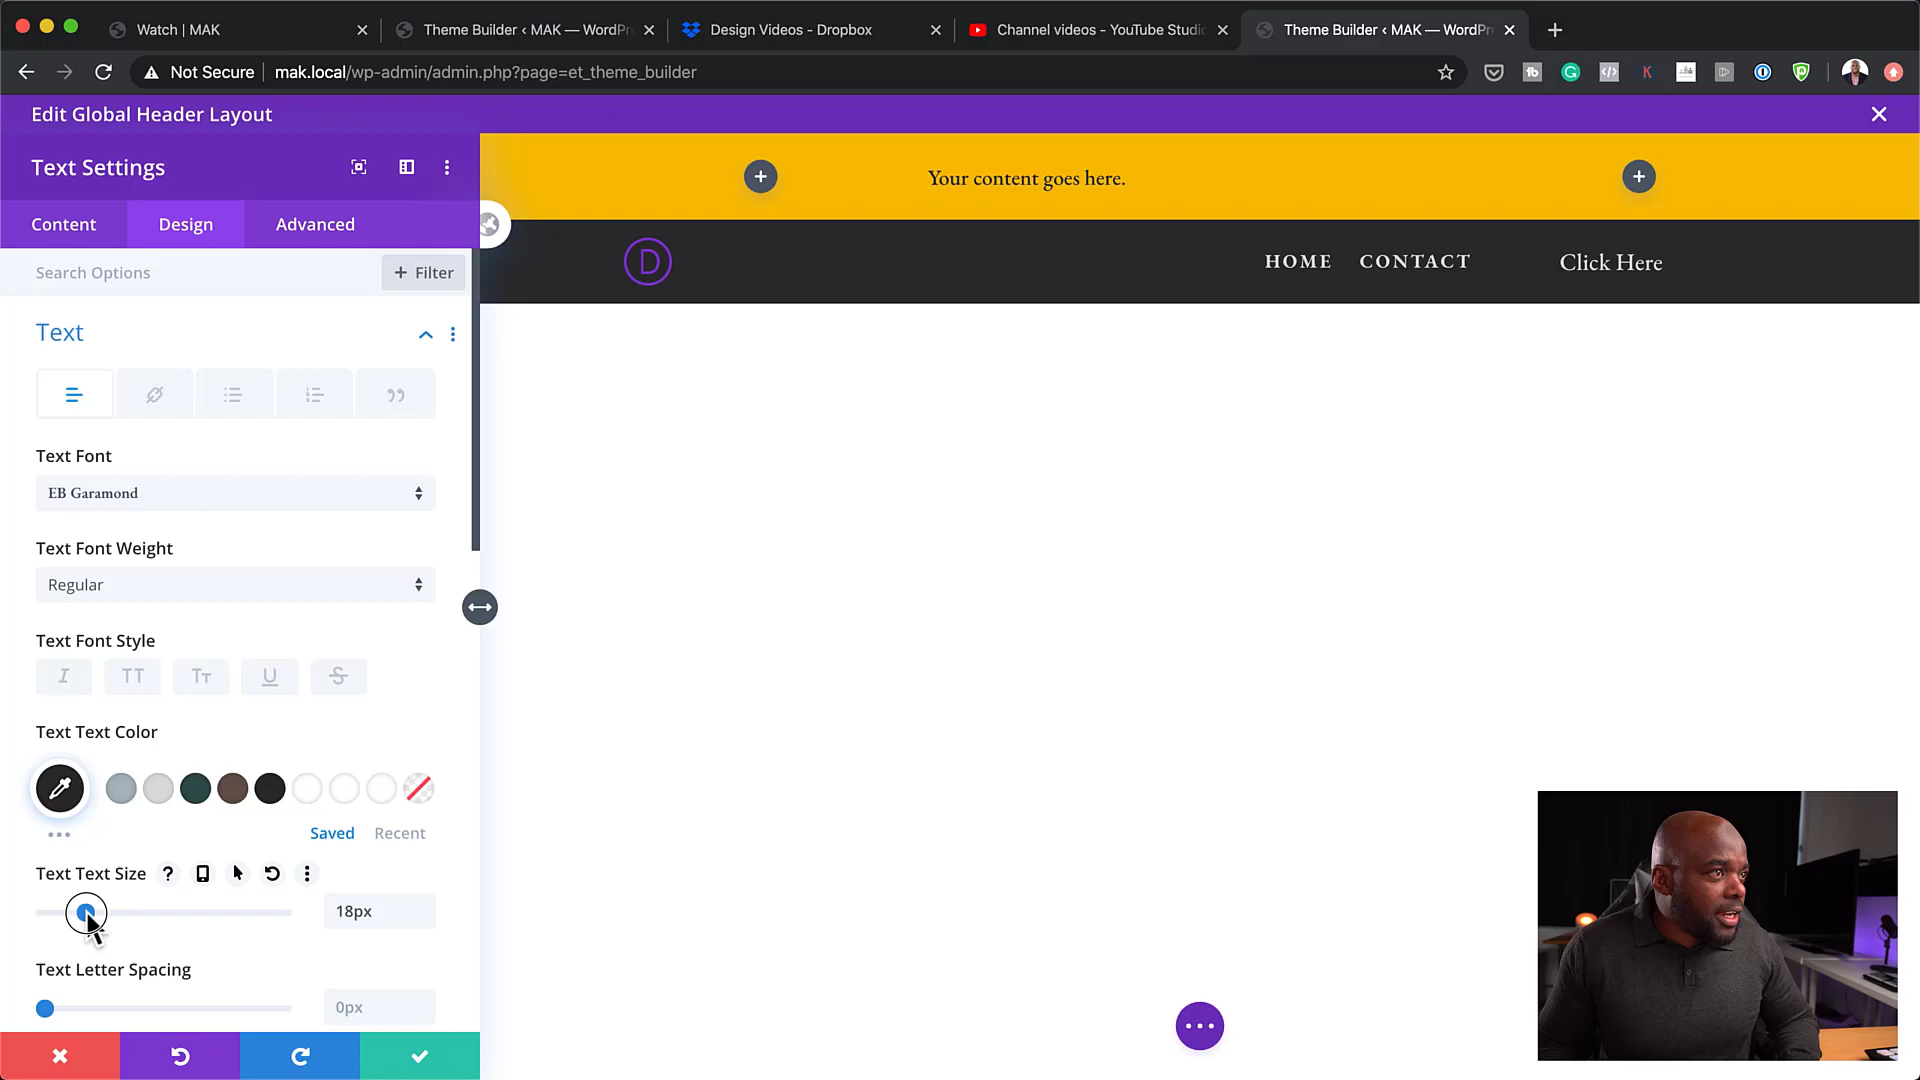 Watch | MAK
Theme Builder ‹ MAK — WordPr
Design Videos - Dropbox
Channel videos - YouTube Studio
Theme Builder ‹ MAK — WordPr
Not Secure
mak.local/wp-admin/admin.php?page=et_theme_builder
Edit Global Header Layout
Text Settings
Your content goes here.
Content
Design
Advanced
D
HOME
CONTACT
Click Here
Search Options
+ Filter
Text
Text Font
EB Garamond
Text Font Weight
Regular
Text Font Style
I
TT
Tт
U
S
Text Text Color
Saved
Recent
Text Text Size
18px
Text Letter Spacing
0px